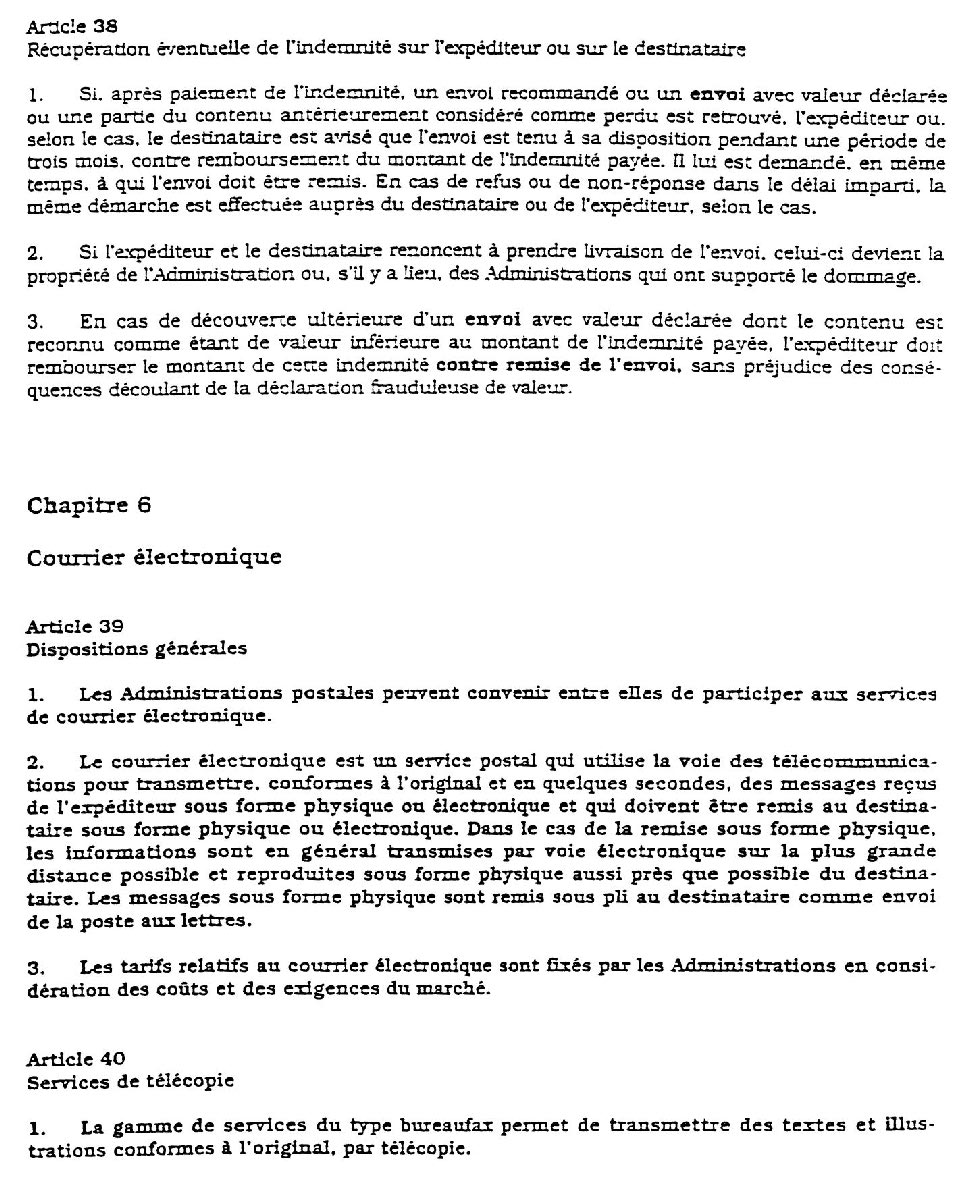 Article 38
Récupération éventuelle de l'indemnité sur l'expéditeur ou sur le destinataire
1. Si, après paiement de l'indemnité, un envoi recommandé ou un envoi avec valeur déclarée
ou une partie du contenu antérieurement considéré comme perdu est retrouvé, l'expéditeur ou,
selon le cas, le destinataire est avisé que l'envoi est tenu à sa disposition pendant une période de
trois mois, contre remboursement du montant de l'indemnité payée. Il lui est demandé, en même
temps, à qui l'envoi doit être remis. En cas de refus ou de non-réponse dans le délai imparti, la
même démarche est effectuée auprès du destinataire ou de l'expéditeur, selon le cas.
2. Si l'expéditeur et le destinataire renoncent à prendre livraison de l'envoi, celui-ci devient la
propriété de l'Administration ou, s'il y a lieu, des Administrations qui ont supporté le dommage.
3. En cas de découverte ultérieure d'un envoi avec valeur déclarée dont le contenu est
reconnu comme étant de valeur inférieure au montant de l'indemnité payée, l'expéditeur doit
rembourser le montant de cette indemnité contre remise de l'envoi, sans préjudice des consé-
quences découlant de la déclaration frauduleuse de valeur.
Chapitre 6
Courrier électronique
Article 39
Dispositions générales
1. Les Administrations postales peuvent convenir entre elles de participer aux services
de courrier électronique.
2. Le courrier électronique est un service postal qui utilise la voie des télécommunica-
tions pour transmettre, conformes à l'original et en quelques secondes, des messages reçus
de l'expéditeur sous forme physique ou électronique et qui doivent être remis au destina-
taire sous forme physique ou électronique. Dans le cas de la remise sous forme physique,
les informations sont en général transmises par voie électronique sur la plus grande
distance possible et reproduites sous forme physique aussi près que possible du destina-
taire. Les messages sous forme physique sont remis sous pli au destinataire comme envoi
de la poste aux lettres.
3. Les tarifs relatifs au courrier électronique sont fixés par les Administrations en consi-
dération des coûts et des exigences du marché.
Article 40
Services de télécopie
1. La gamme de services du type bureaufax permet de transmettre des textes et illus-
trations conformes à l'original, par télécopie.